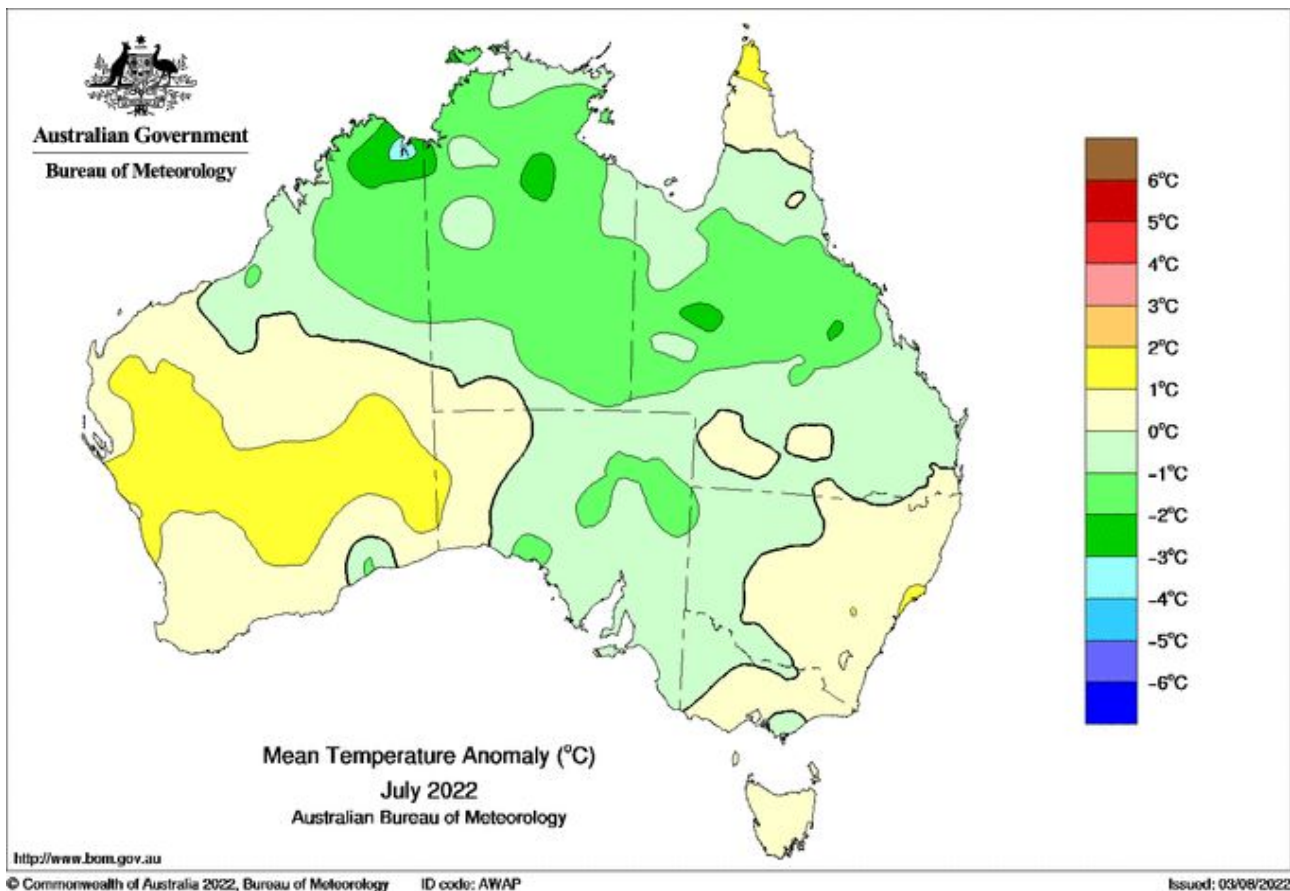 Australian Government
Bureau of Meteorology
6°C
5°C
4°C
3°C
2°C
1°C
0°C
-1°C
-2°C
-3°C
-4°C
-5°C
-6°C
Mean Temperature Anomaly (°C)
July 2022
Australian Bureau of Meteorology
http://www.bom.gov.au
© Commonwealth of Australia 2022, Bureau of Meteorology ID code: AWAP Issued: 03/08/2022